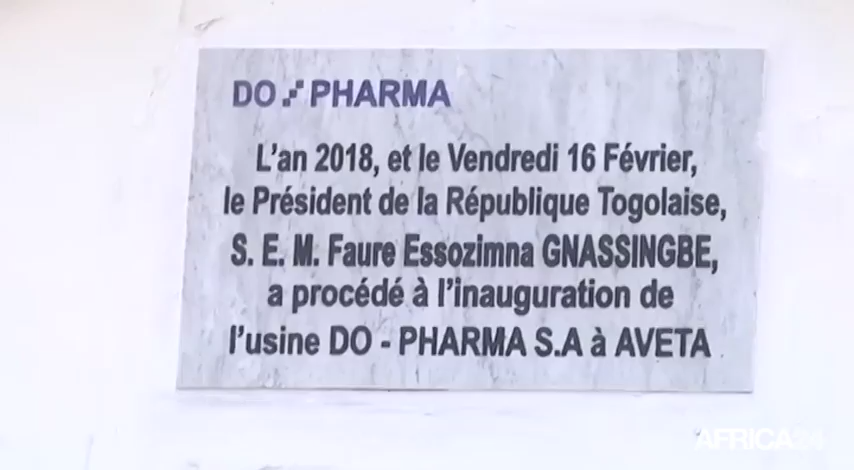 DO PHARMA
L'an 2018, et le Vendredi 16 Février,
le Président de la République Togolaise,
S. E. M. Faure Essozimna GNASSINGBE,
a procédé à l'inauguration de
l'usine DO - PHARMA S.A à AVETA
AFRICA24